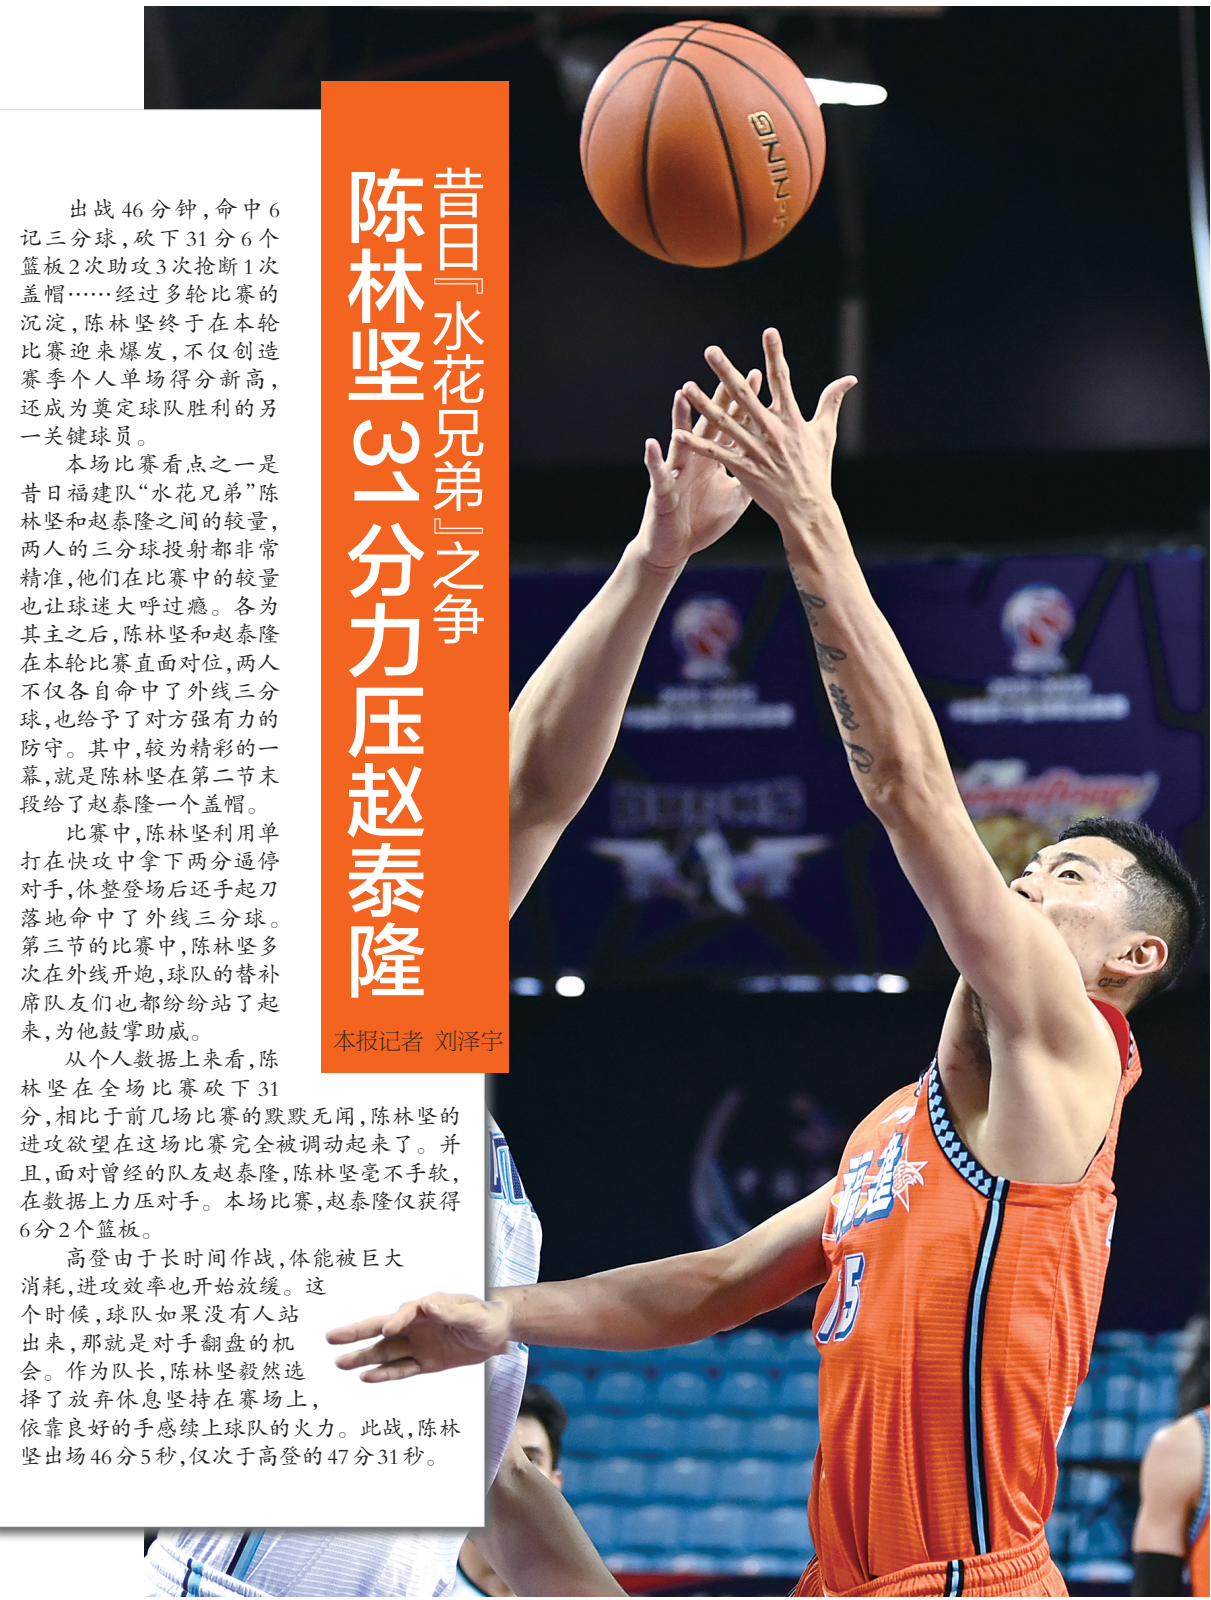 昔日『水花兄弟』之争
陈林坚31分力压赵泰隆
本报记者 刘泽宇
出战46分钟,命中6
记三分球,砍下31分6个
篮板2次助攻3次抢断1次
盖帽……经过多轮比赛的
沉淀,陈林坚终于在本轮
比赛迎来爆发,不仅创造
赛季个人单场得分新高,
还成为奠定球队胜利的另
一关键球员。
本场比赛看点之一是
昔日福建队“水花兄弟”陈
林坚和赵泰隆之间的较量,
两人的三分球投射都非常
精准,他们在比赛中的较量
也让球迷大呼过瘾。各为
其主之后,陈林坚和赵泰隆
在本轮比赛直面对位,两人
不仅各自命中了外线三分
球,也给予了对方强有力的
防守。其中,较为精彩的一
幕,就是陈林坚在第二节末
段给了赵泰隆一个盖帽。
比赛中,陈林坚利用单
打在快攻中拿下两分逼停
对手,休整登场后还手起刀
落地命中了外线三分球。
第三节的比赛中,陈林坚多
次在外线开炮,球队的替补
席队友们也都纷纷站了起
来,为他鼓掌助威。
从个人数据上来看,陈
林坚在全场比赛砍下31
分,相比于前几场比赛的默默无闻,陈林坚的
进攻欲望在这场比赛完全被调动起来了。并
且,面对曾经的队友赵泰隆,陈林坚毫不手软,
在数据上力压对手。本场比赛,赵泰隆仅获得
6分2个篮板。
高登由于长时间作战,体能被巨大
消耗,进攻效率也开始放缓。这
个时候,球队如果没有人站
出来,那就是对手翻盘的机
会。作为队长,陈林坚毅然选
择了放弃休息坚持在赛场上,
依靠良好的手感续上球队的火力。此战,陈林
坚出场46分5秒,仅次于高登的47分31秒。
福建
15